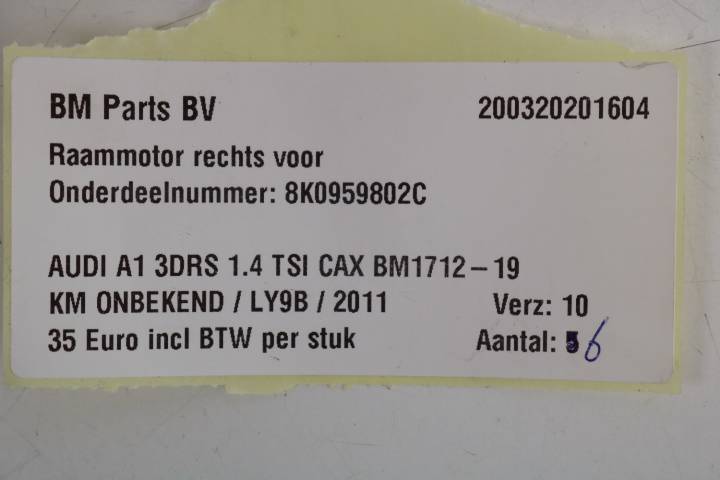 BM Parts BV 200320201604
Raammotor rechts voor
Onderdeelnummer: 8K0959802C
AUDI A1 3DRS 1.4 TSI CAX BM1712-19
KM ONBEKEND / LY9B / 2011 Verz: 10
35 Euro incl BTW per stuk Aantal: 5 6